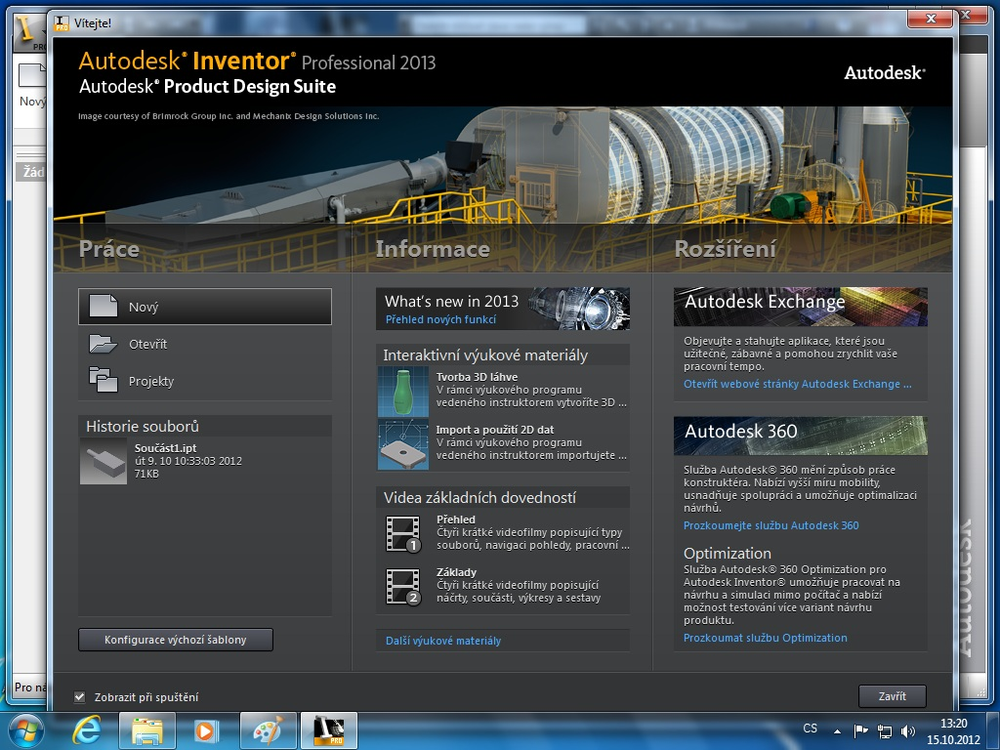 Vítejte!
PRO
Autodesk® Inventor® Professional 2013
Autodesk® Product Design Suite
Autodesk®
Image courtesy of Brimrock Group Inc. and Mechanix Design Solutions Inc.
Nový
Žád
Práce
Nový
Otevřít
Projekty
Historie souborů
Součást1.ipt
út 9. 10 10:33:03 2012
71KB
Konfigurace výchozí šablony
Informace
What's new in 2013
Přehled nových funkcí
Interaktivní výukové materiály
Tvorba 3D láhve
V rámci výukového programu
vedeného instruktorem vytvoříte 3D ...
Import a použití 2D dat
V rámci výukového programu
vedeného instruktorem importujete ...
Videa základních dovedností
1
Přehled
Čtyři krátké videofilmy popisující typy
souborů, navigaci pohledy, pracovní ...
2
Základy
Čtyři krátké videofilmy popisující
náčrty, součásti, výkresy a sestavy
Další výukové materiály
Rozšíření
Autodesk Exchange
Objevujte a stahujte aplikace, které jsou
užitečné, zábavné a pomohou zrychlit vaše
pracovní tempo.
Otevřít webové stránky Autodesk Exchange ...
Autodesk 360
Služba Autodesk® 360 mění způsob práce
konstruktéra. Nabízí vyšší míru mobility,
usnadňuje spolupráci a umožňuje optimalizaci
návrhů.
Prozkoumejte službu Autodesk 360
Optimization
Služba Autodesk® 360 Optimization pro
Autodesk Inventor® umožňuje pracovat na
návrhu a simulaci mimo počítač a nabízí
možnost testování více variant návrhu
produktu.
Prozkoumat službu Optimization
Autodesk
Pro ná
Zobrazit při spuštění
Zavřít
PRO
CS
13:20
15.10.2012